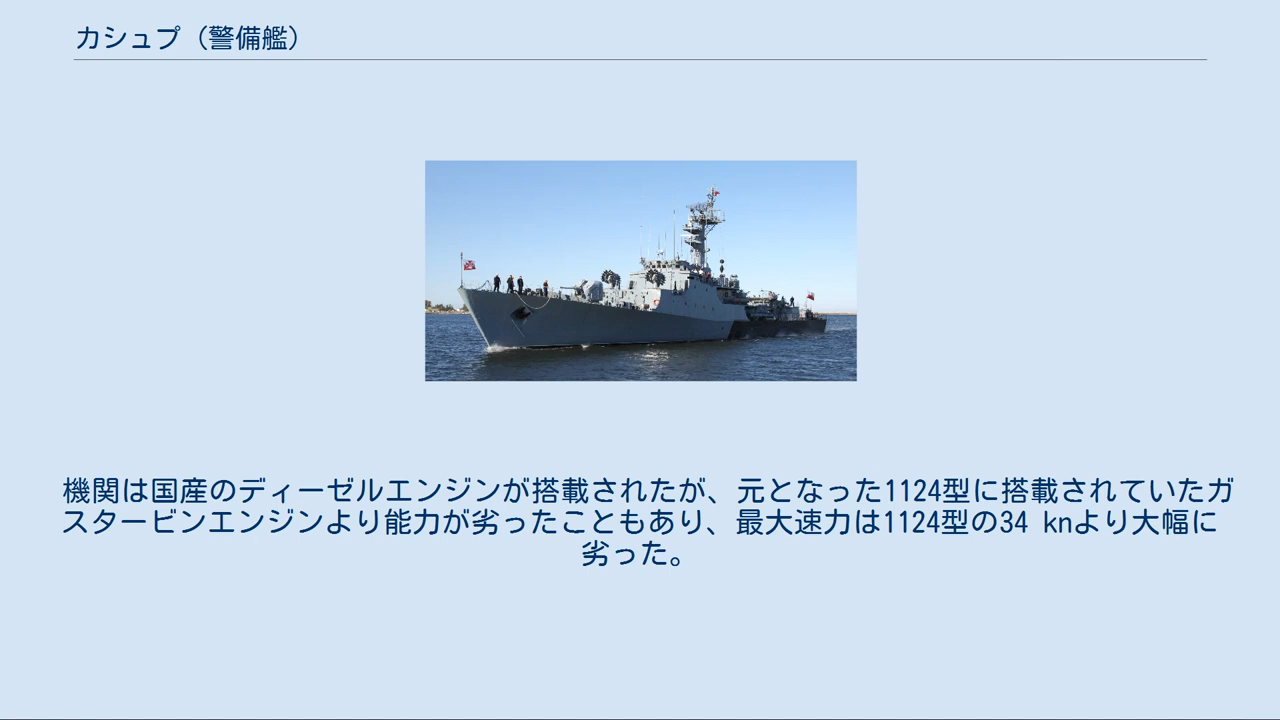 カシュプ（警備艦）
機関は国産のディーゼルエンジンが搭載されたが、元となった1124型に搭載されていたガ
スタービンエンジンより能力が劣ったこともあり、最大速力は1124型の34 knより大幅に
劣った。